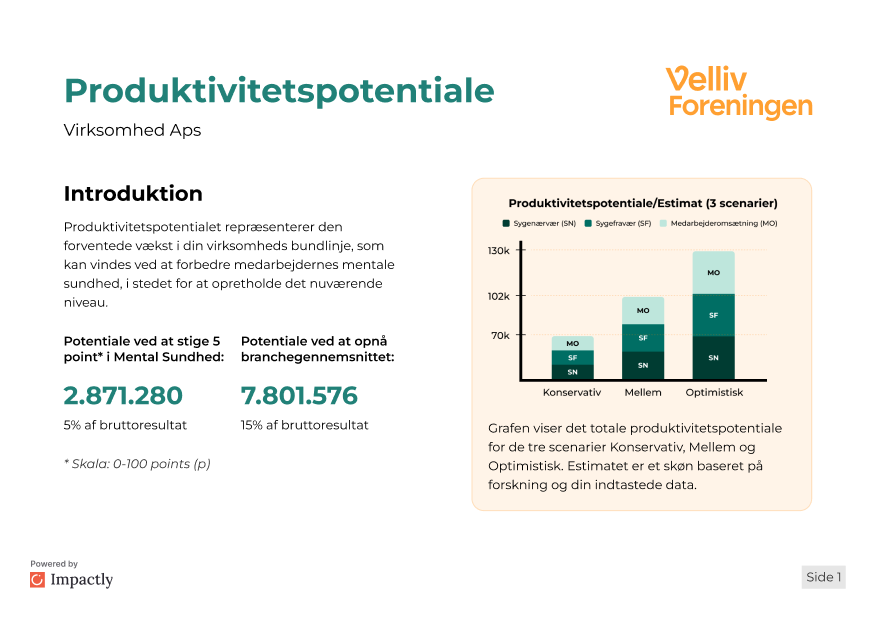 Produktivitetspotentiale
Virksomhed Aps
Velliv
Foreningen
Introduktion
Produktivitetspotentialet repræsenterer den
forventede vækst i din virksomheds bundlinje, som
kan vindes ved at forbedre medarbejdernes mentale
sundhed, i stedet for at opretholde det nuværende
niveau.
Potentiale ved at stige 5
point* i Mental Sundhed:
2.871.280
5% af bruttoresultat
Potentiale ved at opnå
branchegennemsnittet:
7.801.576
15% af bruttoresultat
* Skala: 0-100 points (p)
Produktivitetspotentiale/Estimat (3 scenarier)
Sygenærvær (SN) Sygefravær (SF) Medarbejderomsætning (MO)
130k
102k
70k
MO
SF
SN
MO
SF
SN
MO
SF
SN
Konservativ Mellem Optimistisk
Grafen viser det totale produktivitetspotentiale
for de tre scenarier Konservativ, Mellem og
Optimistisk. Estimatet er et skøn baseret på
forskning og din indtastede data.
Powered by
Impactly
Side 1